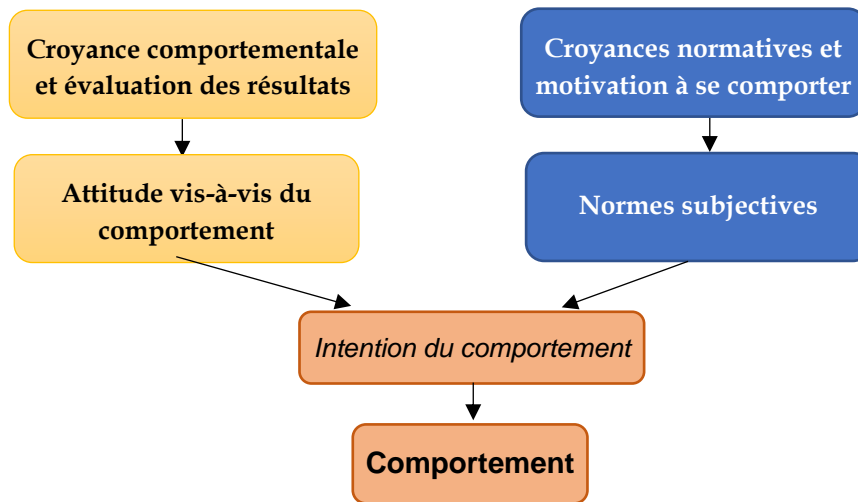 Croyance comportementale
et évaluation des résultats
Croyances normatives et
motivation à se comporter
Attitude vis-à-vis du
comportement
Normes subjectives
Intention du comportement
Comportement